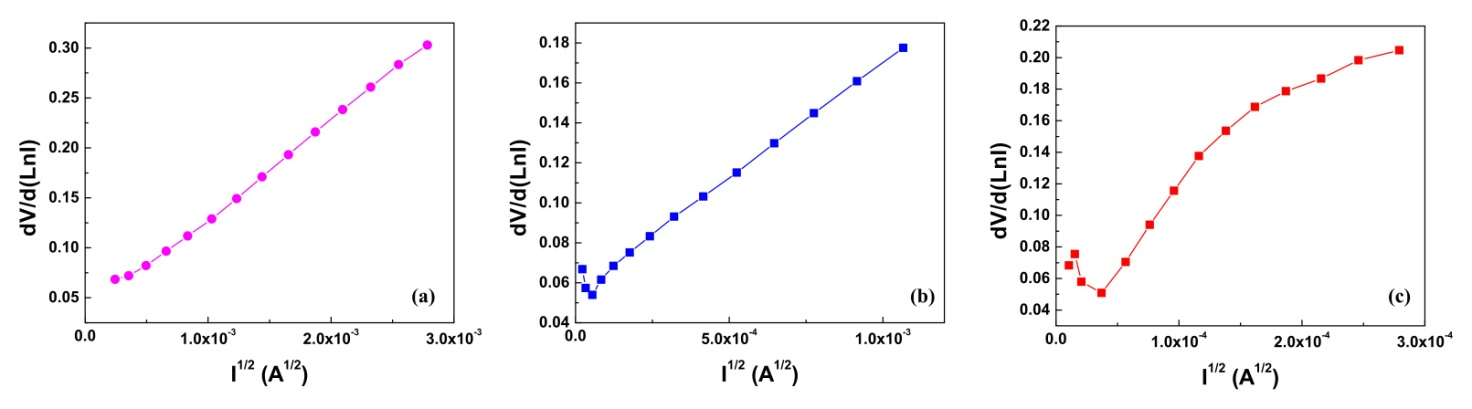 dV/d(LnI)
0.30
0.25
0.20
0.15
0.10
0.05
0.0
1.0x10⁻³
2.0x10⁻³
3.0x10⁻³
I^1/2 (A^1/2)
(a)
dV/d(LnI)
0.18
0.16
0.14
0.12
0.10
0.08
0.06
0.04
0.0
5.0x10⁻⁴
1.0x10⁻³
I^1/2 (A^1/2)
(b)
dV/d(LnI)
0.22
0.20
0.18
0.16
0.14
0.12
0.10
0.08
0.06
0.04
0.0
1.0x10⁻⁴
2.0x10⁻⁴
3.0x10⁻⁴
I^1/2 (A^1/2)
(c)